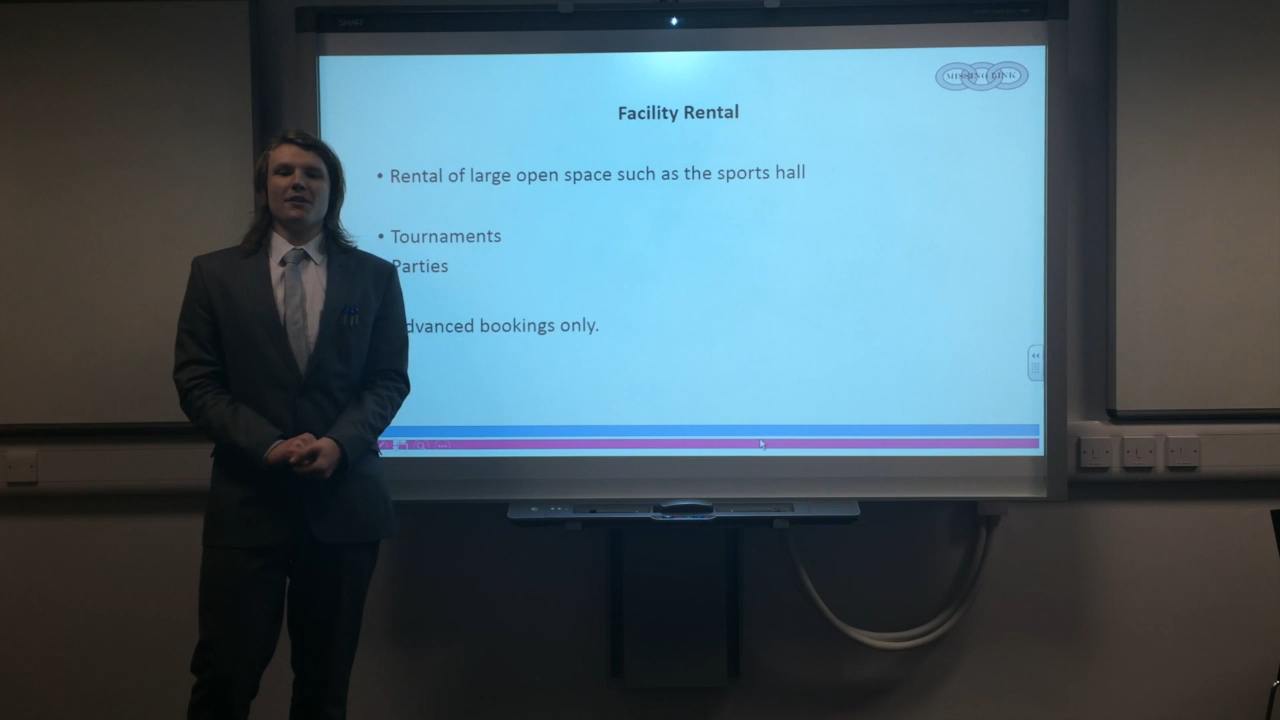 SMART
MISSING LINK
Facility Rental
• Rental of large open space such as the sports hall
• Tournaments
Parties
dvanced bookings only.